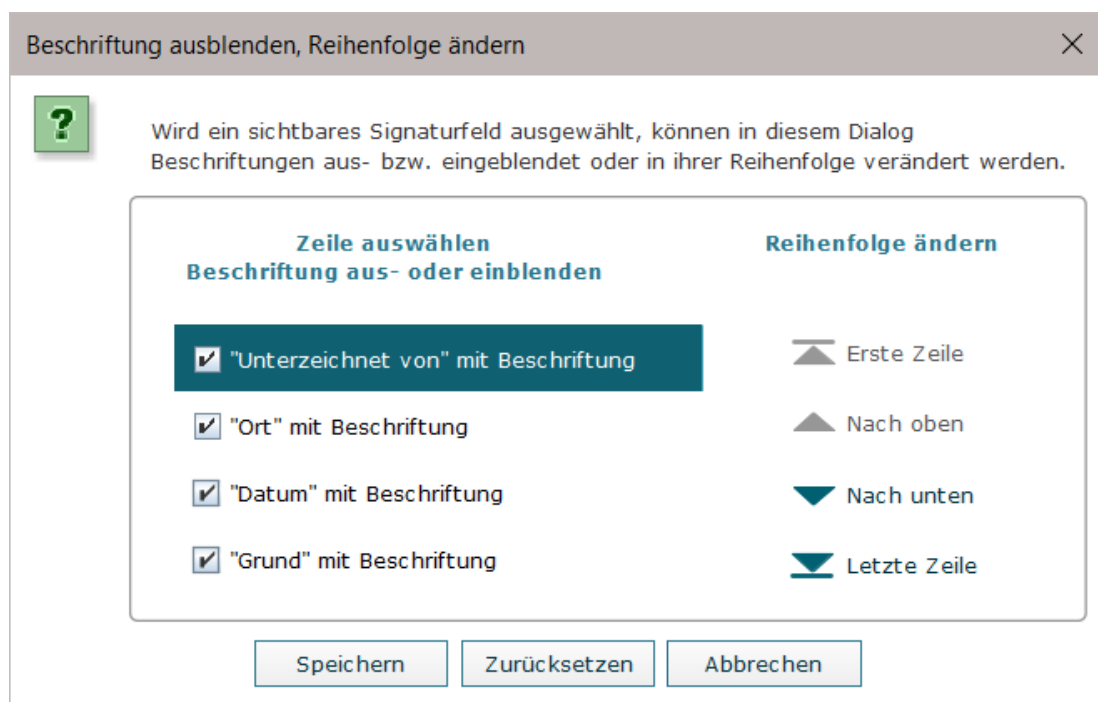 Beschriftung ausblenden, Reihenfolge ändern
?
Wird ein sichtbares Signaturfeld ausgewählt, können in diesem Dialog
Beschriftungen aus- bzw. eingeblendet oder in ihrer Reihenfolge verändert werden.
Zeile auswählen
Beschriftung aus- oder einblenden
"Unterzeichnet von" mit Beschriftung
"Ort" mit Beschriftung
"Datum" mit Beschriftung
"Grund" mit Beschriftung
Reihenfolge ändern
Erste Zeile
Nach oben
Nach unten
Letzte Zeile
Speichern
Zurücksetzen
Abbrechen